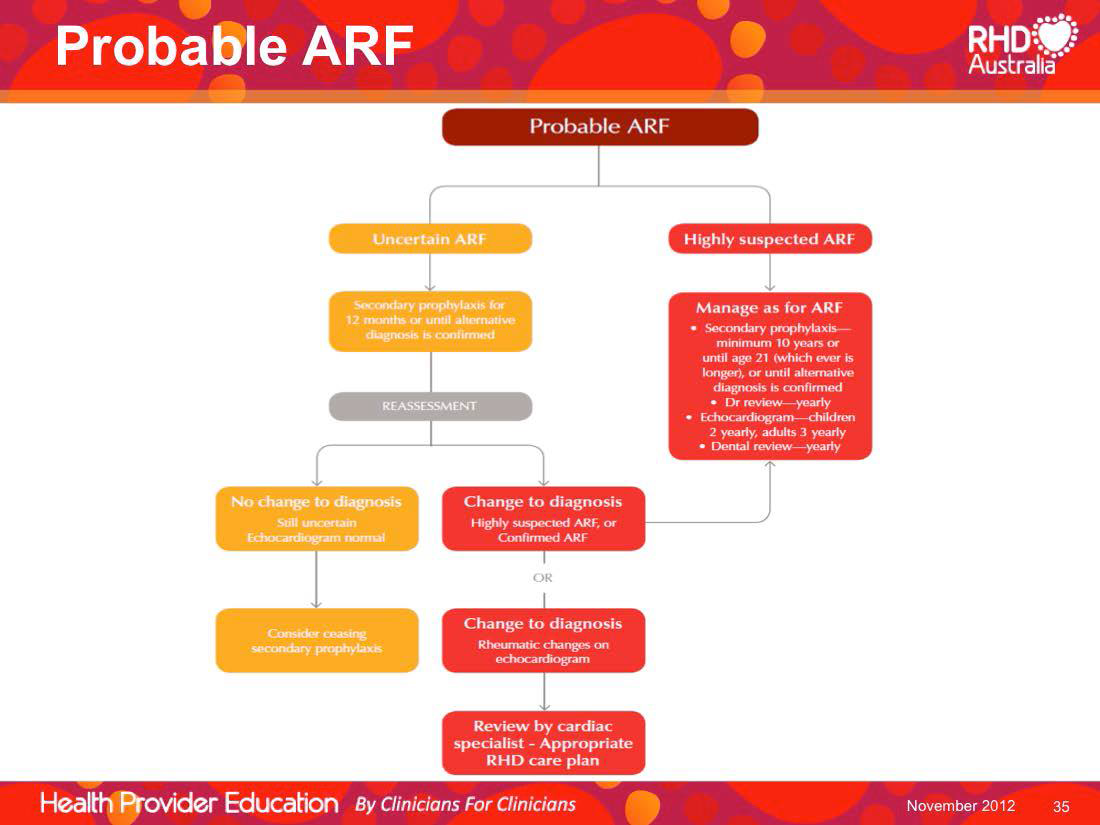 Probable ARF
RHD
Australia
Probable ARF
Uncertain ARF
Highly suspected ARF
Secondary prophylaxis for
12 months or until alternative
diagnosis is confirmed
Manage as for ARF
• Secondary prophylaxis—
minimum 10 years or
until age 21 (which ever is
longer), or until alternative
diagnosis is confirmed
• Dr review—yearly
• Echocardiogram—children
2 yearly, adults 3 yearly
• Dental review—yearly
REASSESSMENT
No change to diagnosis
Still uncertain
Echocardiogram normal
Change to diagnosis
Highly suspected ARF, or
Confirmed ARF
OR
Consider ceasing
secondary prophylaxis
Change to diagnosis
Rheumatic changes on
echocardiogram
Review by cardiac
specialist - Appropriate
RHD care plan
Health Provider Education By Clinicians For Clinicians
November 2012 35